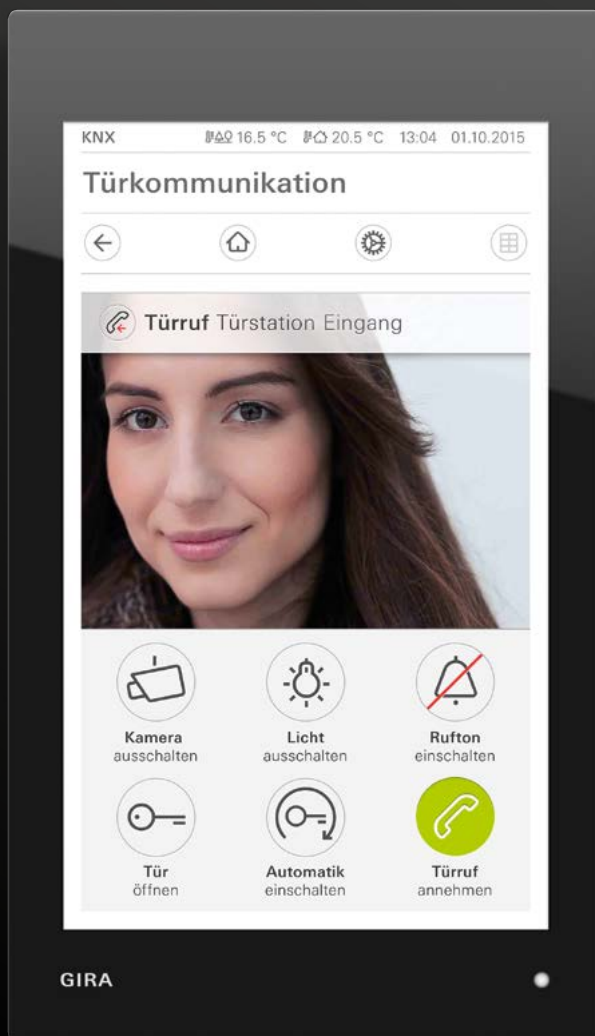 KNX 16.5 °C 20.5 °C 13:04 01.10.2015
Türkommunikation
Türruf Türstation Eingang
Kamera Licht Rufton
ausschalten ausschalten einschalten
Tür Automatik Türruf
öffnen einschalten annehmen
GIRA